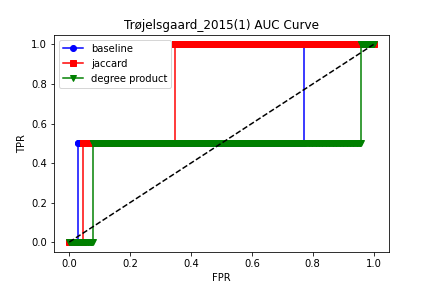 Trøjelsgaard_2015(1) AUC Curve
baseline
jaccard
degree product
TPR
1.0
0.8
0.6
0.4
0.2
0.0
0.0 0.2 0.4 0.6 0.8 1.0
FPR